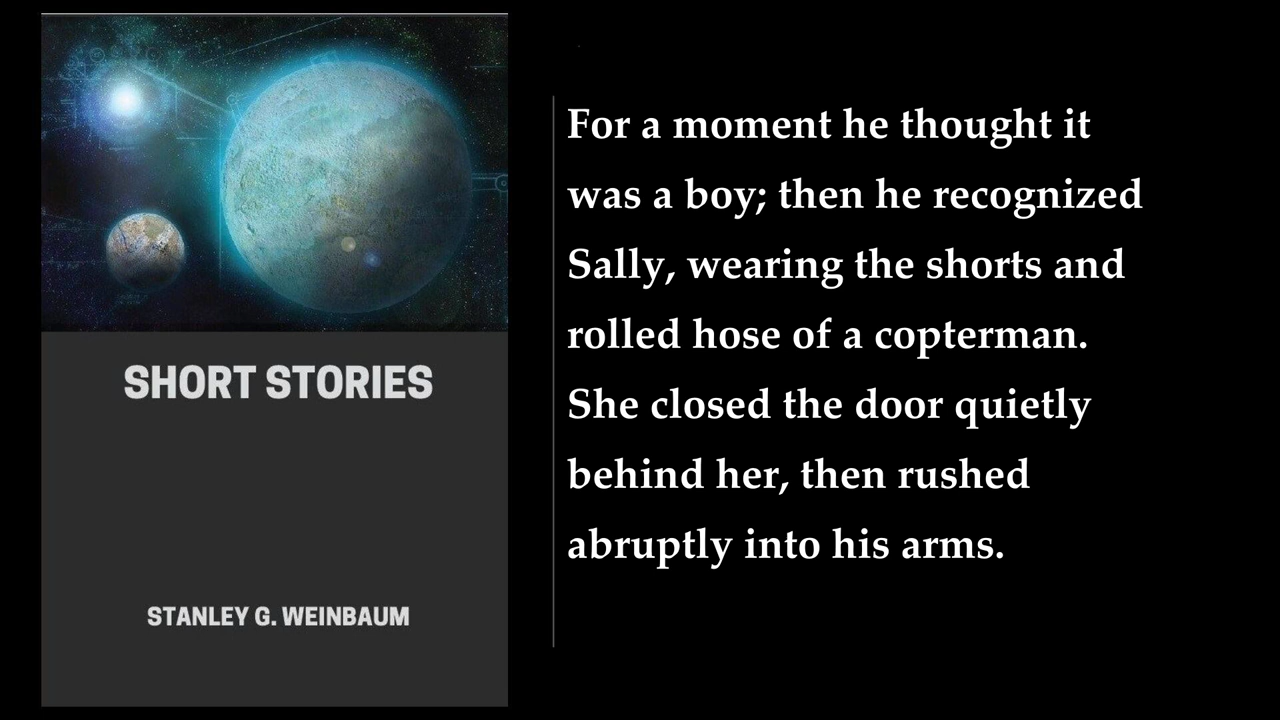 SHORT STORIES
STANLEY G. WEINBAUM
For a moment he thought it
was a boy; then he recognized
Sally, wearing the shorts and
rolled hose of a copterman.
She closed the door quietly
behind her, then rushed
abruptly into his arms.